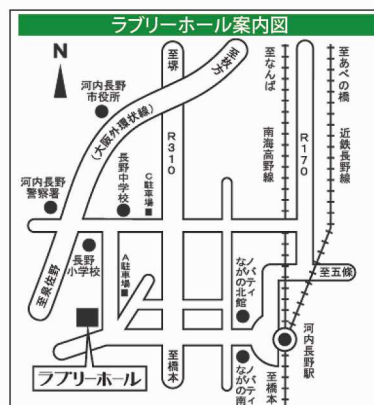 ラブリーホール案内図
N
至堺
至枚方
至なんば
至あべの橋
河内長野
市役所
(大阪外環状線)
R310
長野中学校
C駐車場■
南海高野線
R170
近鉄長野線
河内長野
警察署
長野
小学校
A駐車場■
至泉佐野
ノバティ
ながの北館
至五條
河内長野駅
ラブリーホール
至橋本
ノバティ
ながの南
至橋本